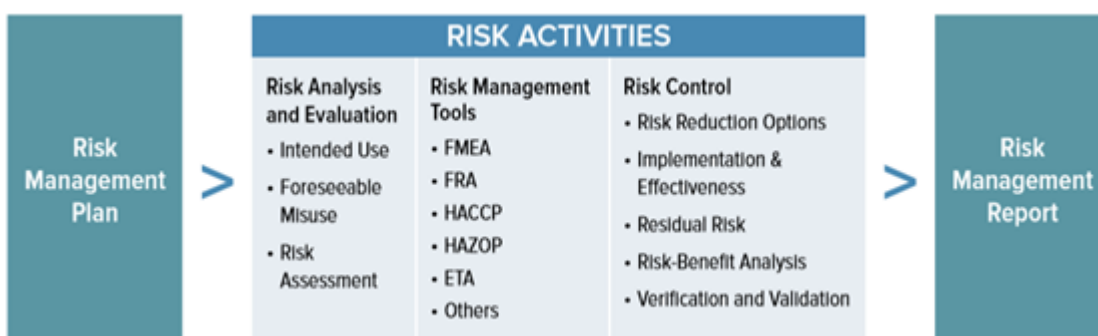 Risk
Management
Plan
>
RISK ACTIVITIES
Risk Analysis
and Evaluation
• Intended Use
• Foreseeable
Misuse
• Risk
Assessment
Risk Management
Tools
• FMEA
• FRA
• HACCP
• HAZOP
• ETA
• Others
Risk Control
• Risk Reduction Options
• Implementation &
Effectiveness
• Residual Risk
• Risk-Benefit Analysis
• Verification and Validation
>
Risk
Management
Report